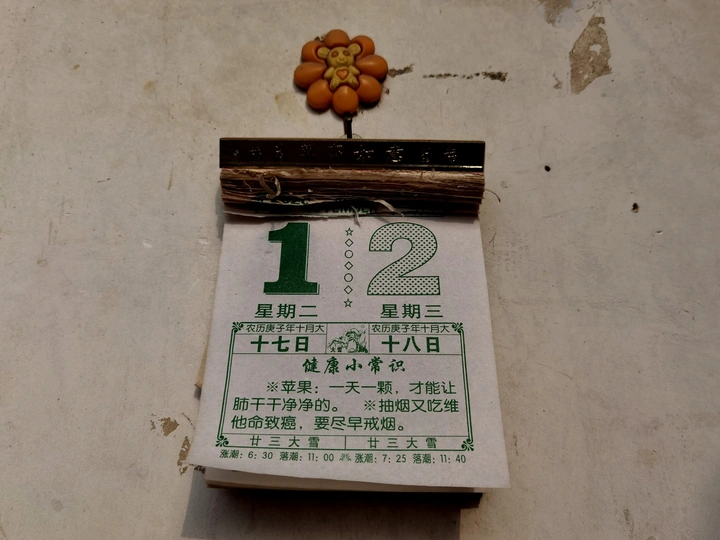 1 2
星期二 星期三
农历庚子年十月大 农历庚子年十月大
十七日 十八日
健康小常识
※苹果：一天一颗，才能让
肺干干净净的。 ※抽烟又吃维
他命致癌，要尽早戒烟。
廿三大雪 廿三大雪
涨潮：6：30 落潮：11：00 涨潮：7：25 落潮：11：40